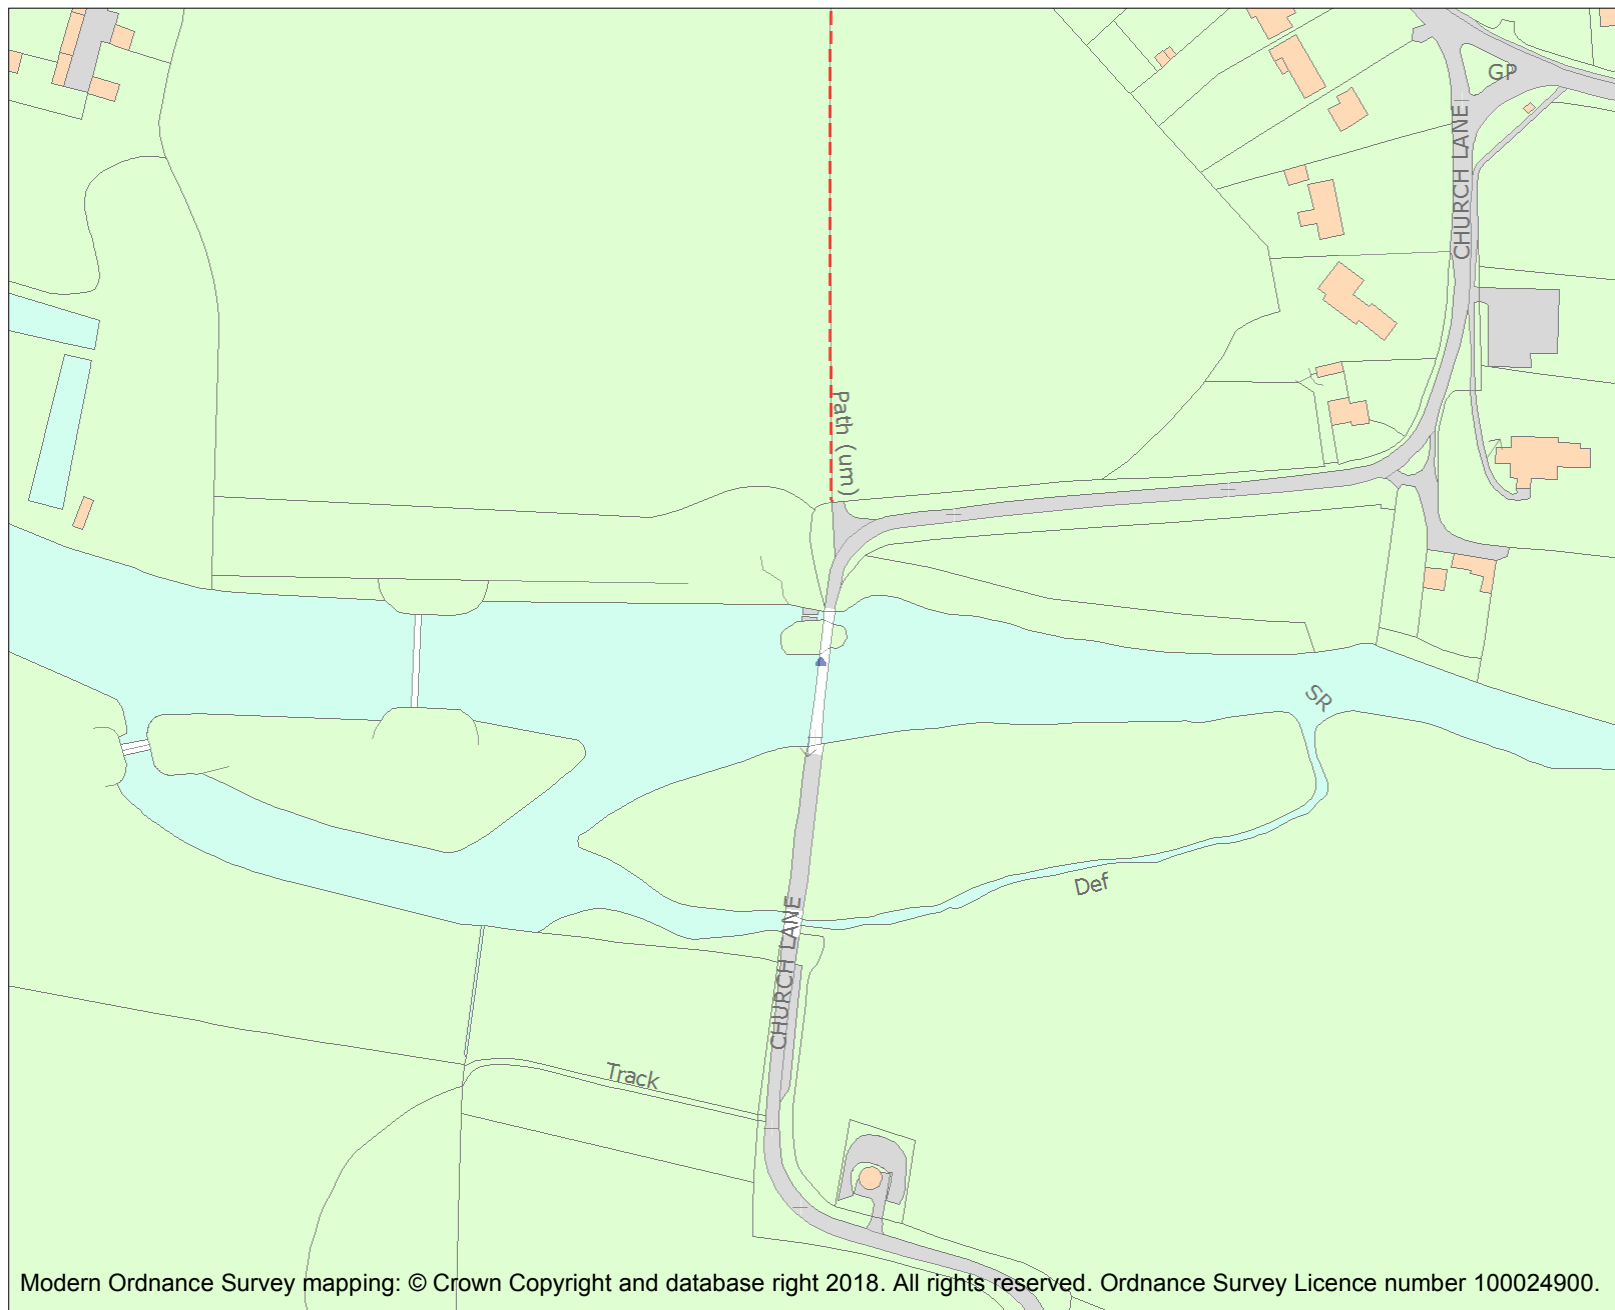 GP
CHURCH LANE
Path (um)
SR
Def
CHURCH LANE
Track
Modern Ordnance Survey mapping: © Crown Copyright and database right 2018. All rights reserved. Ordnance Survey Licence number 100024900.